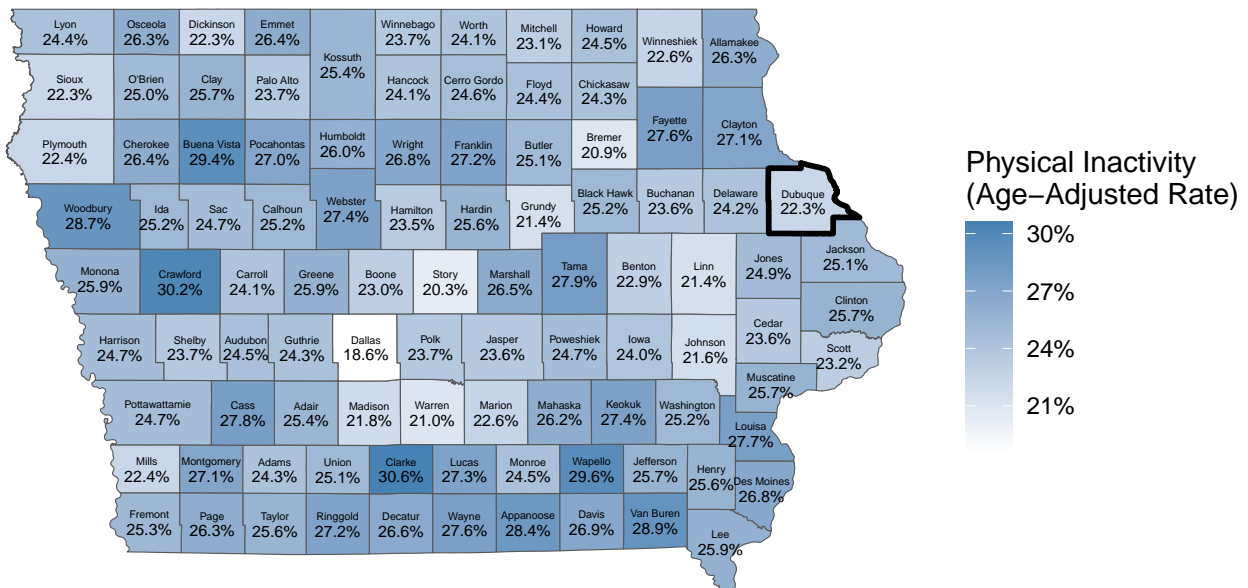 Lyon
24.4%
Osceola
26.3%
Dickinson
22.3%
Emmet
26.4%
Kossuth
25.4%
Winnebago
23.7%
Worth
24.1%
Mitchell
23.1%
Howard
24.5%
Winneshiek
22.6%
Allamakee
26.3%
Sioux
22.3%
O'Brien
25.0%
Clay
25.7%
Palo Alto
23.7%
Hancock
24.1%
Cerro Gordo
24.6%
Floyd
24.4%
Chickasaw
24.3%
Plymouth
22.4%
Cherokee
26.4%
Buena Vista
29.4%
Pocahontas
27.0%
Humboldt
26.0%
Wright
26.8%
Franklin
27.2%
Butler
25.1%
Bremer
20.9%
Fayette
27.6%
Clayton
27.1%
Woodbury
28.7%
Ida
25.2%
Sac
24.7%
Calhoun
25.2%
Webster
27.4%
Hamilton
23.5%
Hardin
25.6%
Grundy
21.4%
Black Hawk
25.2%
Buchanan
23.6%
Delaware
24.2%
Dubuque
22.3%
Monona
25.9%
Crawford
30.2%
Carroll
24.1%
Greene
25.9%
Boone
23.0%
Story
20.3%
Marshall
26.5%
Tama
27.9%
Benton
22.9%
Linn
21.4%
Jones
24.9%
Jackson
25.1%
Clinton
25.7%
Harrison
24.7%
Shelby
23.7%
Audubon
24.5%
Guthrie
24.3%
Dallas
18.6%
Polk
23.7%
Jasper
23.6%
Poweshiek
24.7%
Iowa
24.0%
Johnson
21.6%
Cedar
23.6%
Scott
23.2%
Muscatine
25.7%
Pottawattamie
24.7%
Cass
27.8%
Adair
25.4%
Madison
21.8%
Warren
21.0%
Marion
22.6%
Mahaska
26.2%
Keokuk
27.4%
Washington
25.2%
Louisa
27.7%
Mills
22.4%
Montgomery
27.1%
Adams
24.3%
Union
25.1%
Clarke
30.6%
Lucas
27.3%
Monroe
24.5%
Wapello
29.6%
Jefferson
25.7%
Henry
25.6%
Des Moines
26.8%
Fremont
25.3%
Page
26.3%
Taylor
25.6%
Ringgold
27.2%
Decatur
26.6%
Wayne
27.6%
Appanoose
28.4%
Davis
26.9%
Van Buren
28.9%
Lee
25.9%
Physical Inactivity
(Age−Adjusted Rate)
30%
27%
24%
21%